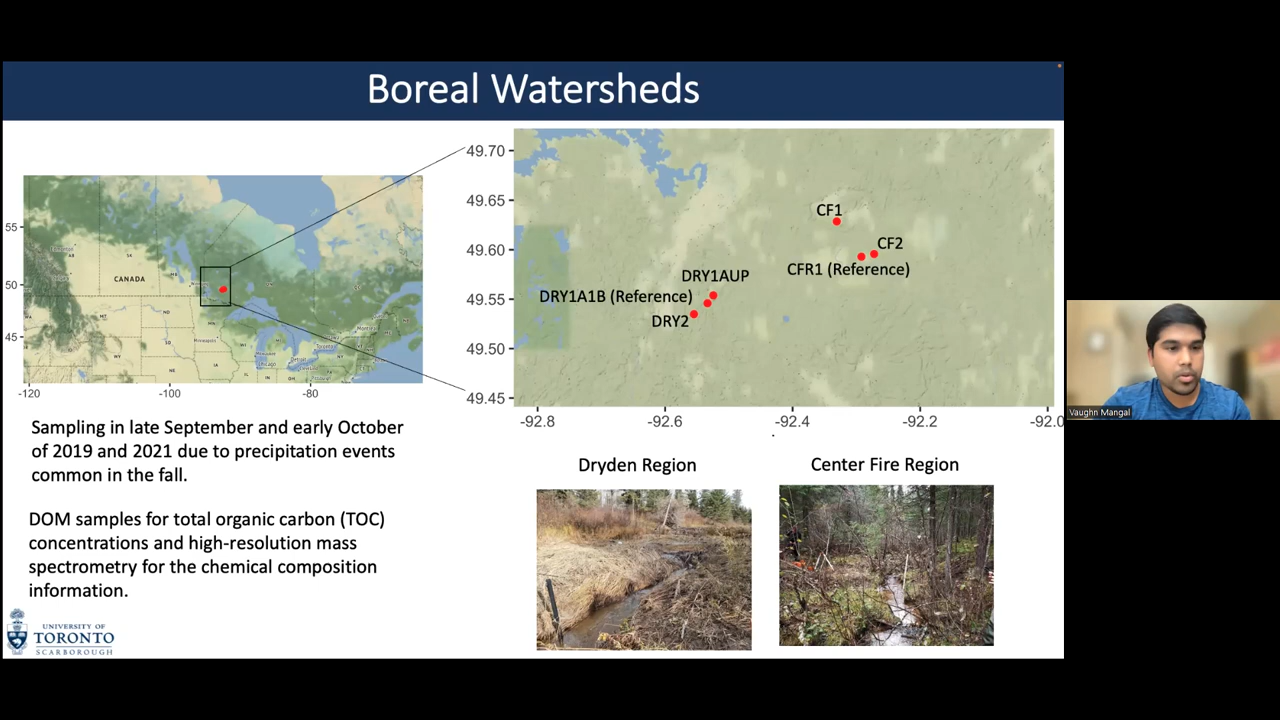 Boreal Watersheds
55
50
45
-120
-100
-80
CANADA
49.70
49.65
49.60
49.55
49.50
49.45
-92.8
-92.6
-92.4
-92.2
-92.0
CF1
CF2
CFR1 (Reference)
DRY1AUP
DRY1A1B (Reference)
DRY2
Sampling in late September and early October
of 2019 and 2021 due to precipitation events
common in the fall.
DOM samples for total organic carbon (TOC)
concentrations and high-resolution mass
spectrometry for the chemical composition
information.
Dryden Region
Center Fire Region
UNIVERSITY OF
TORONTO
SCARBOROUGH
Vaughn Mangal